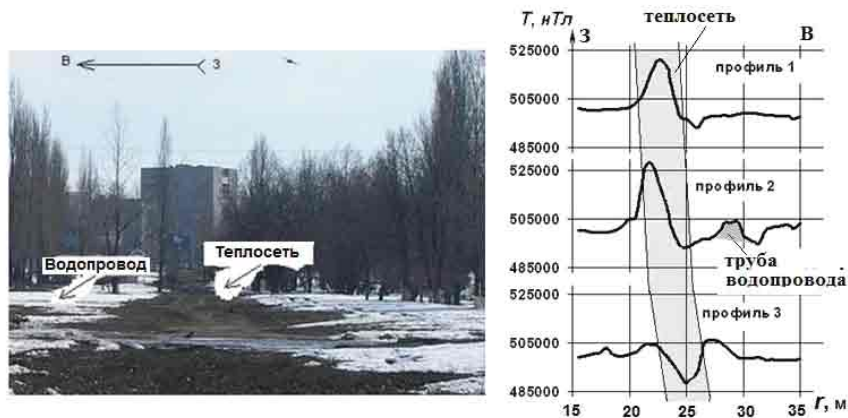 В З
Водопровод
Теплосеть
T, нТл
теплосеть
З В
525000
профиль 1
505000
485000
525000
профиль 2
505000
485000
труба
водопровода
525000
профиль 3
505000
485000
15 20 25 30 35 r, м